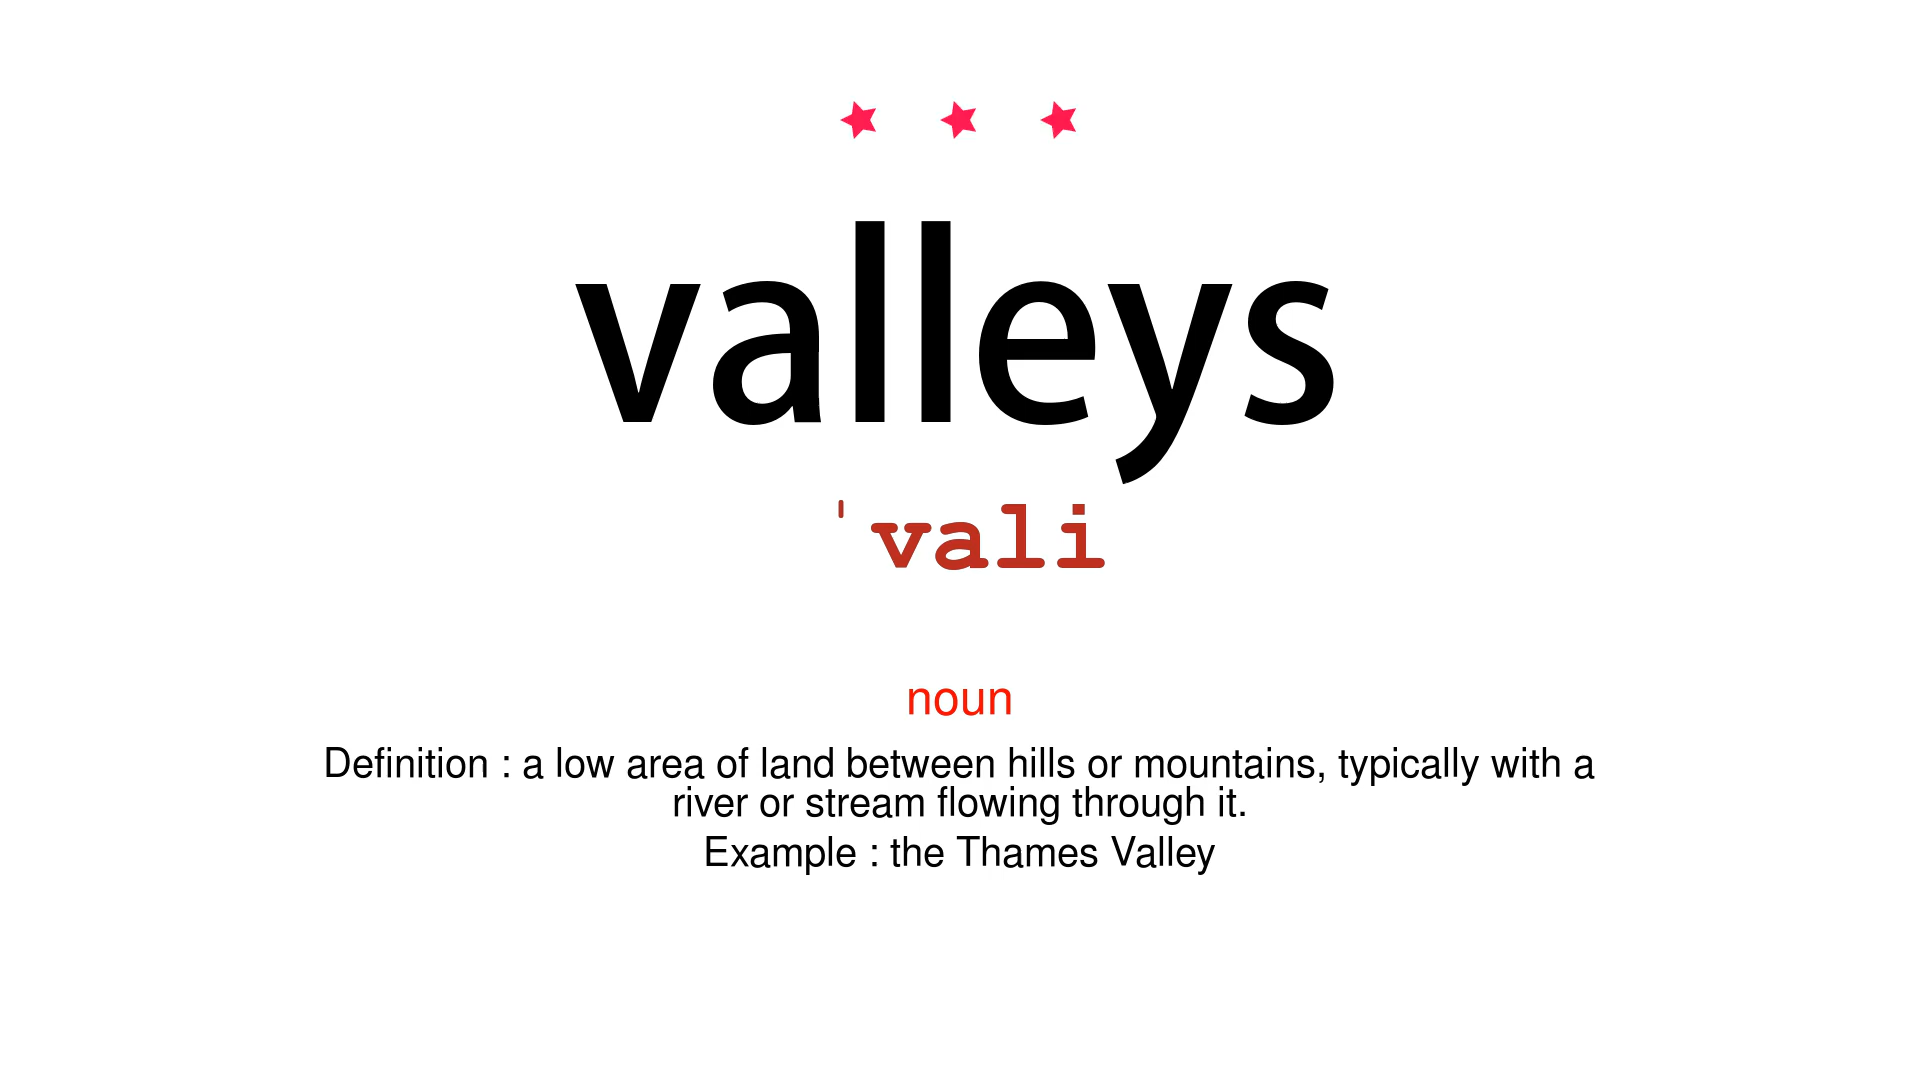 valleys
ˈvali
noun
Definition : a low area of land between hills or mountains, typically with a
river or stream flowing through it.
Example : the Thames Valley